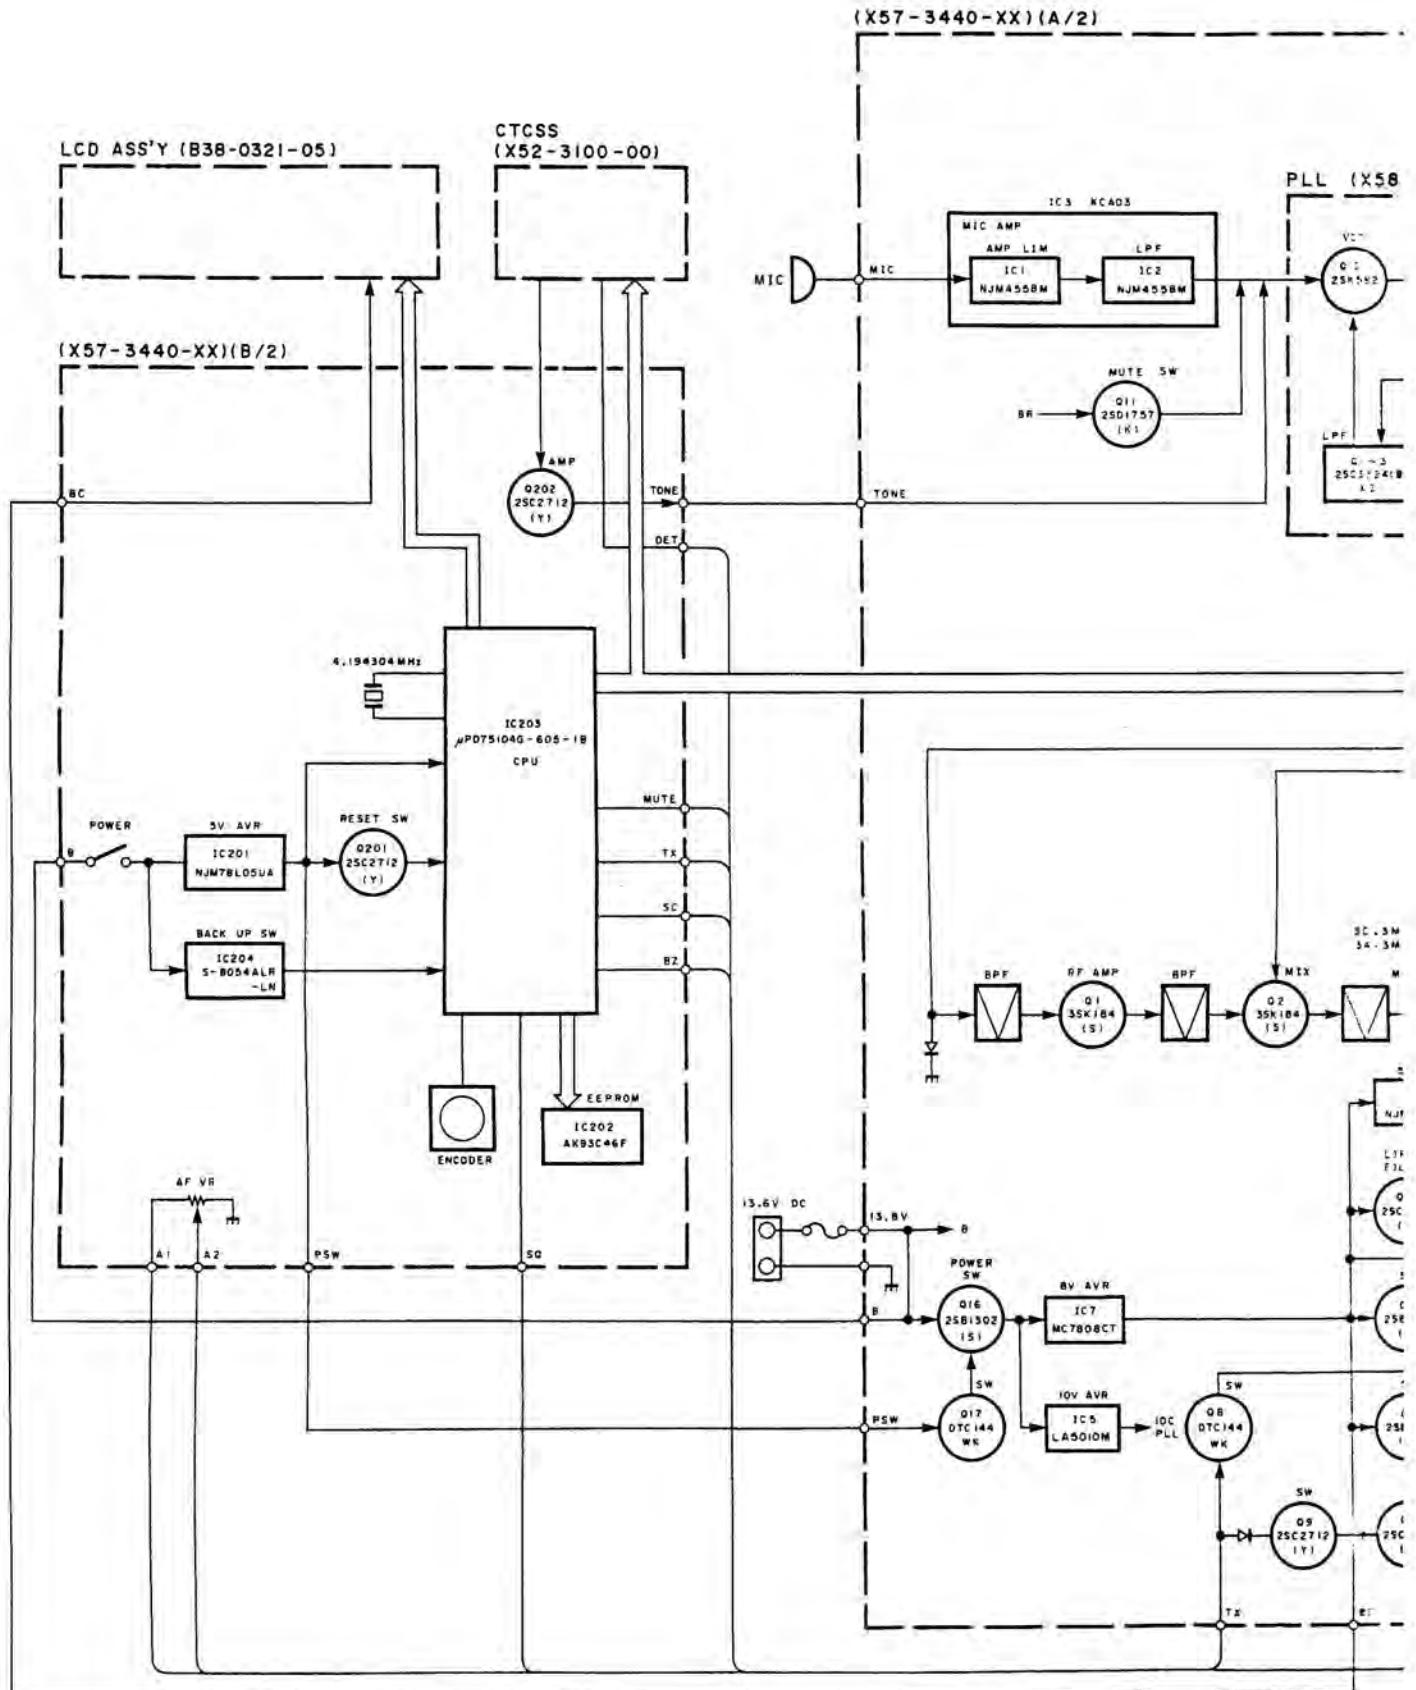 (X57-3440-XX)(A/2)
LCD ASS'Y (B38-0321-05)
CTCSS
(X52-3100-00)
PLL (X58
IC3 KCA03
MIC AMP
AMP LIM
LPF
IC1
NJM4558M
IC2
NJM4558M
MIC
MIC
2SK582
(X57-3440-XX)(B/2)
MUTE SW
Q11
2SD1757
(K)
BR
LPF
AMP
Q202
2SC2712
(Y)
BC
TONE
TONE
DET
4.194304MHz
IC203
μPD75104G-605-1B
CPU
MUTE
TX
SC
BZ
POWER
B
5V AVR
IC201
NJM78L05UA
RESET SW
Q201
2SC2712
(Y)
BACK UP SW
IC204
S-8054ALR
-LN
BPF
RF AMP
Q1
3SK184
(S)
BPF
MIX
Q2
3SK184
(S)
ENCODER
EEPROM
IC202
AK93C46F
AF VR
A1
A2
PSW
SQ
13.6V DC
13.8V
B
POWER
SW
B
Q16
2SB1302
(S)
8V AVR
IC7
MC7808CT
SW
PSW
Q17
DTC144
WK
10V AVR
IC5
LA5010M
10C
PLL
SW
Q8
DTC144
WK
SW
Q9
2SC2712
(Y)
TX